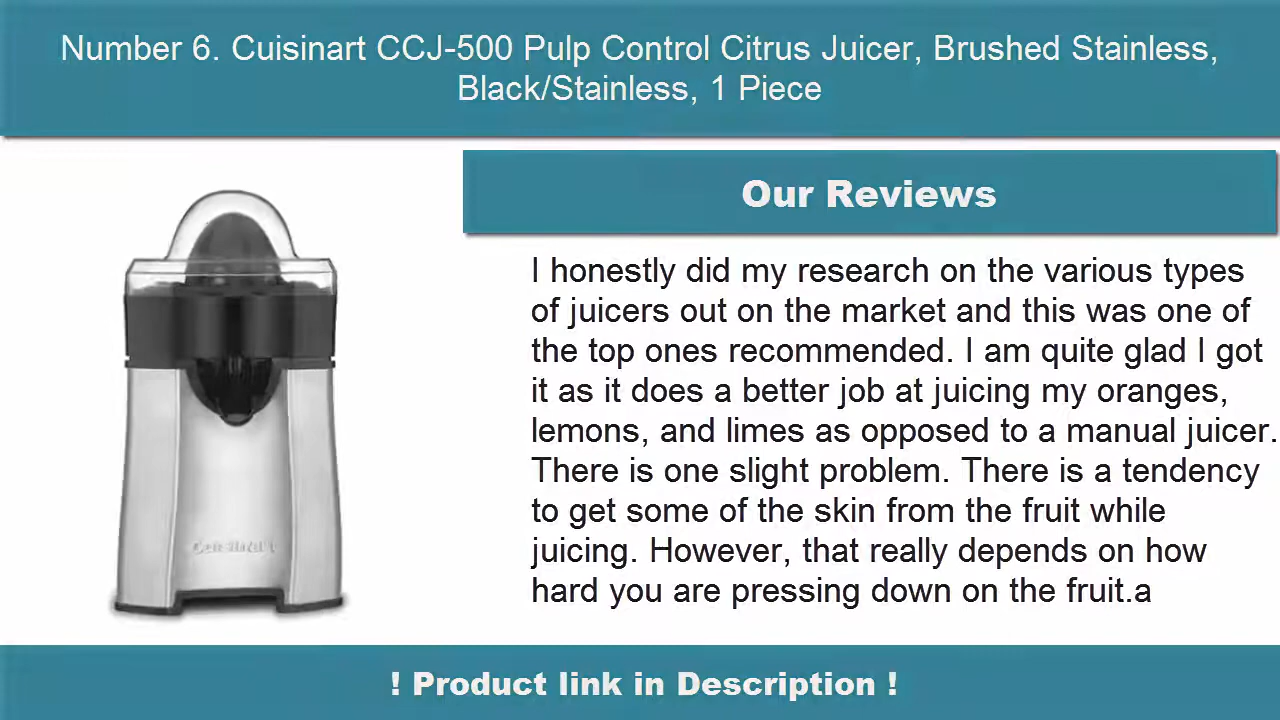 Number 6. Cuisinart CCJ-500 Pulp Control Citrus Juicer, Brushed Stainless,
Black/Stainless, 1 Piece
Our Reviews
I honestly did my research on the various types
of juicers out on the market and this was one of
the top ones recommended. I am quite glad I got
it as it does a better job at juicing my oranges,
lemons, and limes as opposed to a manual juicer.
There is one slight problem. There is a tendency
to get some of the skin from the fruit while
juicing. However, that really depends on how
hard you are pressing down on the fruit.a
Cuisinart
! Product link in Description !